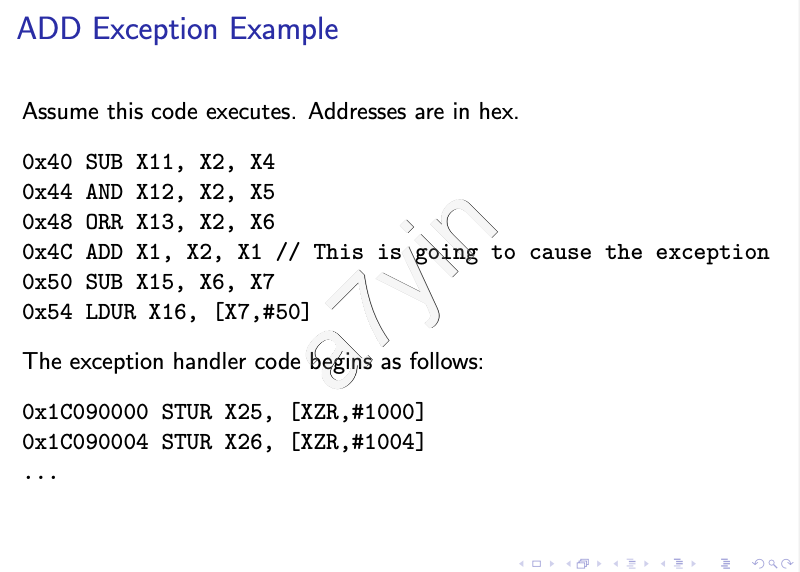 ADD Exception Example
Assume this code executes. Addresses are in hex.
0x40 SUB X11, X2, X4
0x44 AND X12, X2, X5
0x48 ORR X13, X2, X6
0x4C ADD X1, X2, X1 // This is going to cause the exception
0x50 SUB X15, X6, X7
0x54 LDUR X16, [X7,#50]
The exception handler code begins as follows:
0x1C090000 STUR X25, [XZR,#1000]
0x1C090004 STUR X26, [XZR,#1004]
...
a7yin